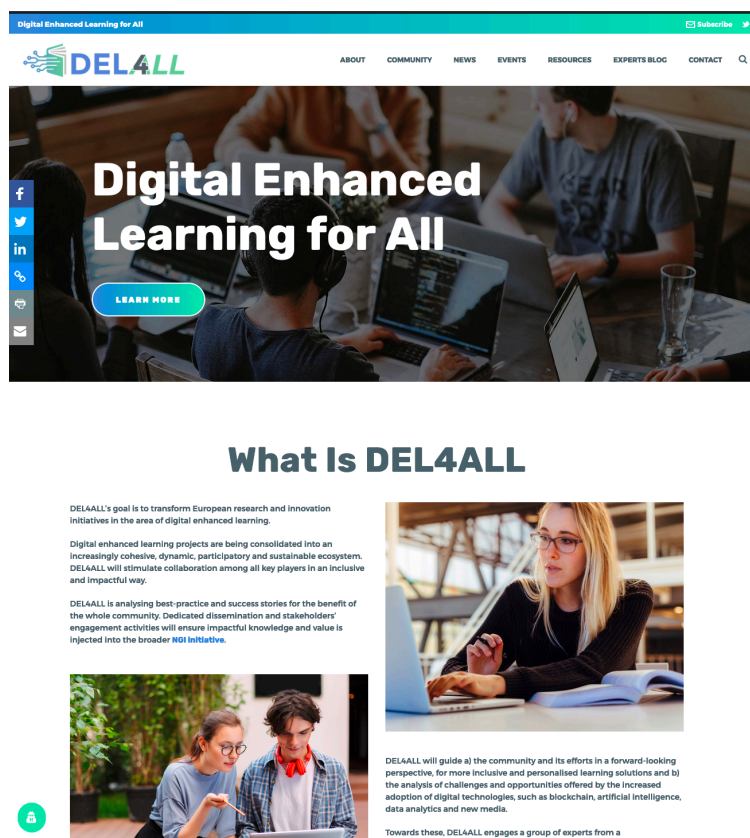 Digital Enhanced Learning for All
Subscribe
DEL4ALL
ABOUT
COMMUNITY
NEWS
EVENTS
RESOURCES
EXPERTS BLOG
CONTACT
Digital Enhanced
Learning for All
LEARN MORE
What Is DEL4ALL
DEL4ALL's goal is to transform European research and innovation
initiatives in the area of digital enhanced learning.
Digital enhanced learning projects are being consolidated into an
increasingly cohesive, dynamic, participatory and sustainable ecosystem.
DEL4ALL will stimulate collaboration among all key players in an inclusive
and impactful way.
DEL4ALL is analysing best-practice and success stories for the benefit of
the whole community. Dedicated dissemination and stakeholders'
engagement activities will ensure impactful knowledge and value is
injected into the broader NGI initiative.
DEL4ALL will guide a) the community and its efforts in a forward-looking
perspective, for more inclusive and personalised learning solutions and b)
the analysis of challenges and opportunities offered by the increased
adoption of digital technologies, such as blockchain, artificial intelligence,
data analytics and new media.
Towards these, DEL4ALL engages a group of experts from a